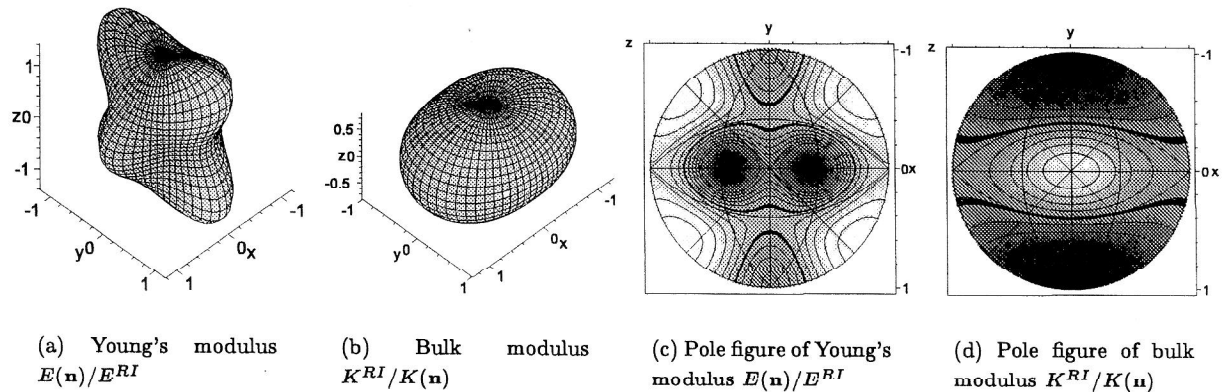 1
z0
-1
-1
y0
1
1
0x
-1
0.5
z0
-0.5
-1
y0
1
1
0x
-1
y
z
-1
0x
1
y
z
-1
0x
1
(a) Young's modulus
E(n)/E^{RI}
(b) Bulk modulus
K^{RI}/K(n)
(c) Pole figure of Young's
modulus E(n)/E^{RI}
(d) Pole figure of bulk
modulus K^{RI}/K(n)